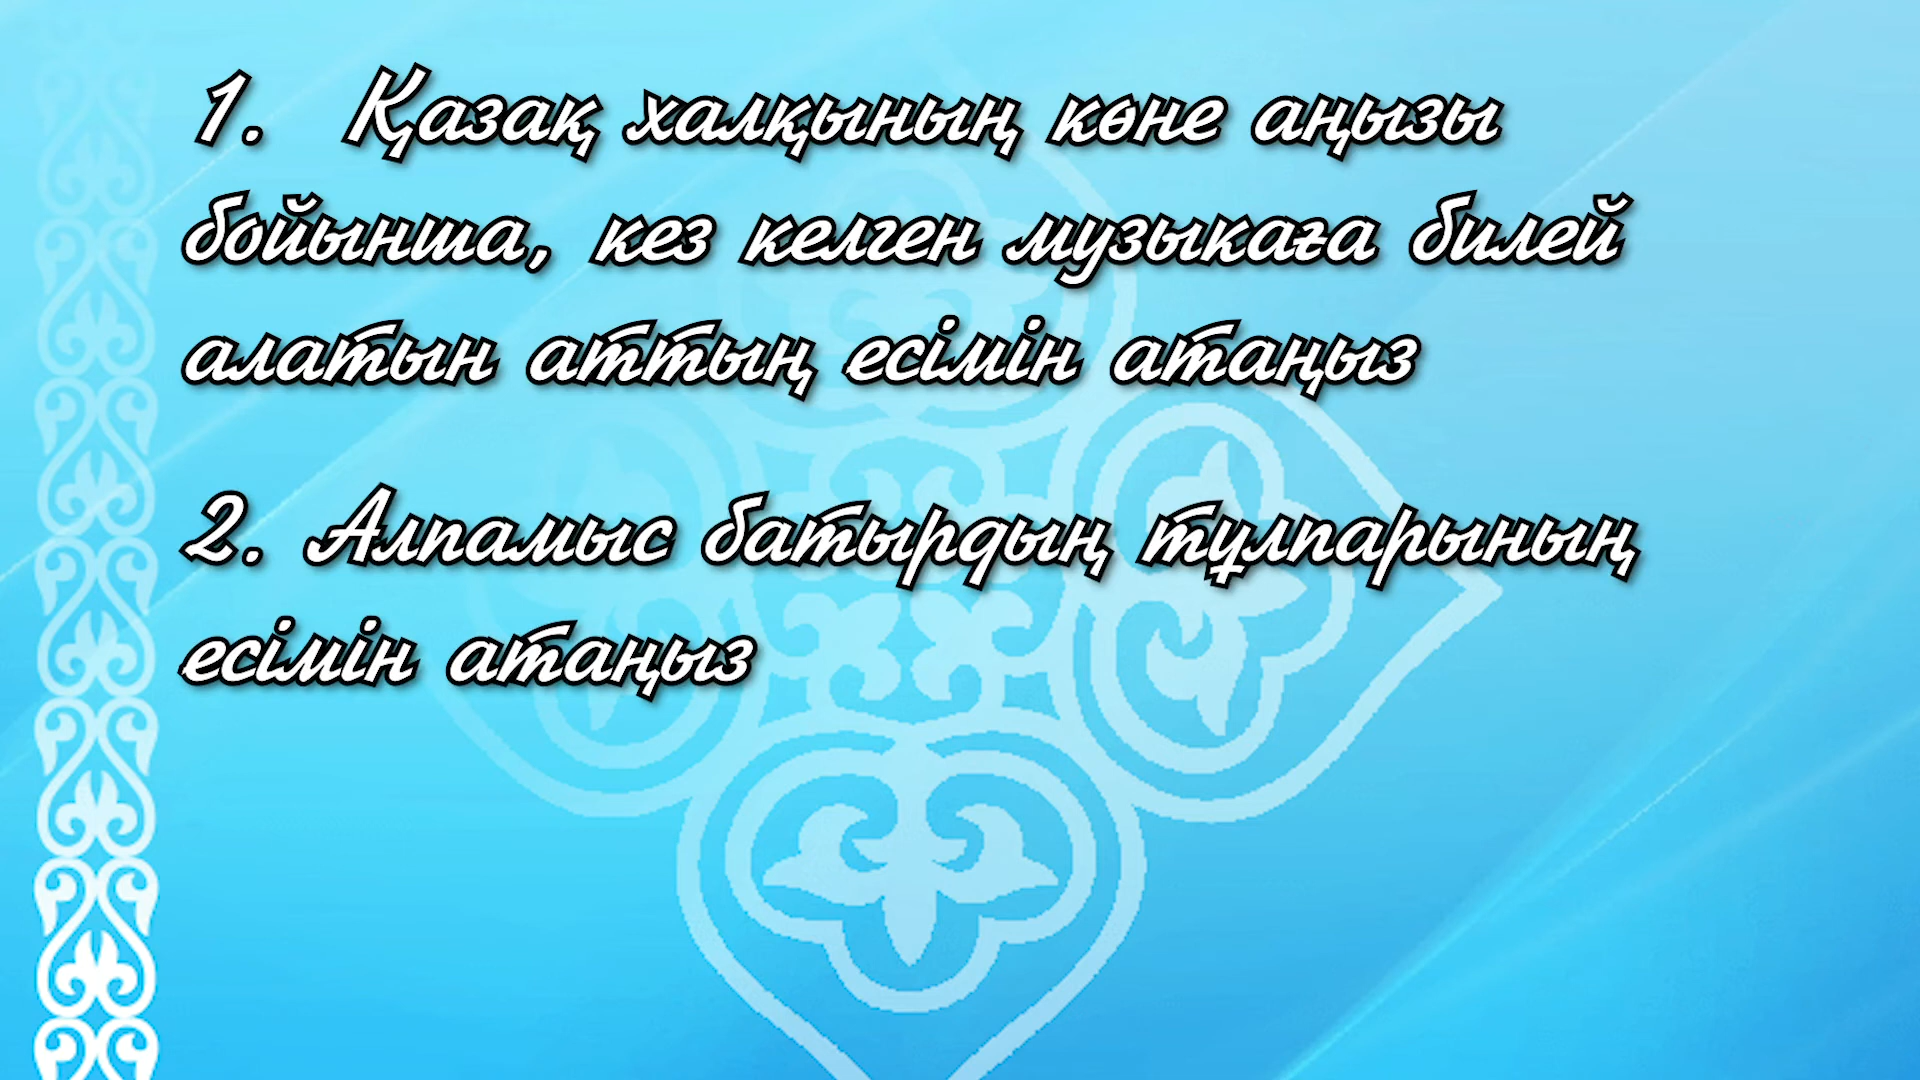 1. Қазақ халқының көне аңызы
бойынша, кез келген музыкаға билей
алатын аттың есімін атаңыз
2. Алпамыс батырдың тұлпарының
есімін атаңыз